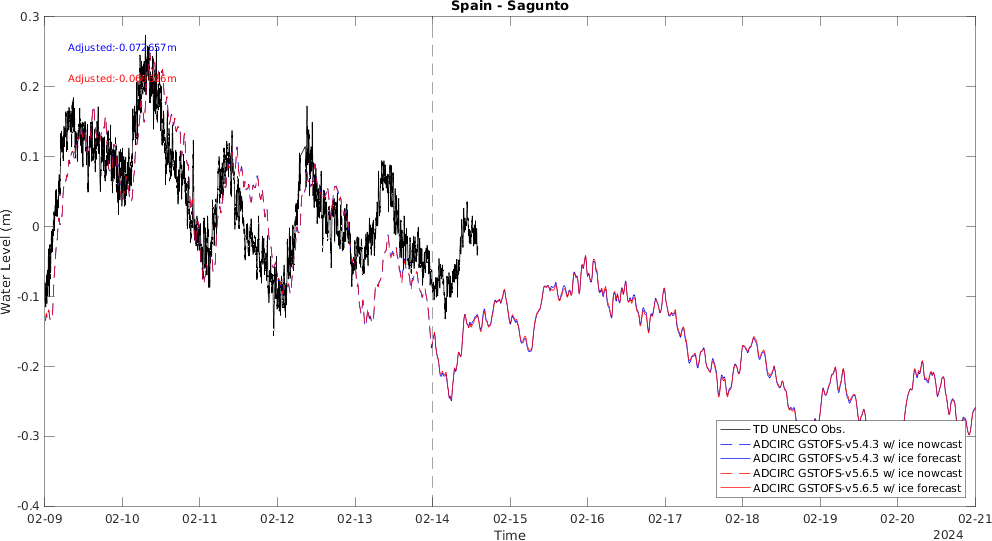 Spain - Sagunto
0.3
0.2
0.1
0
-0.1
-0.2
-0.3
-0.4
Water Level (m)
Adjusted:-0.072657m
TD UNESCO Obs.
ADCIRC GSTOFS-v5.4.3 w/ ice nowcast
ADCIRC GSTOFS-v5.4.3 w/ ice forecast
ADCIRC GSTOFS-v5.6.5 w/ ice nowcast
ADCIRC GSTOFS-v5.6.5 w/ ice forecast
02-09 02-10 02-11 02-12 02-13 02-14 02-15 02-16 02-17 02-18 02-19 02-20 02-21
Time
2024